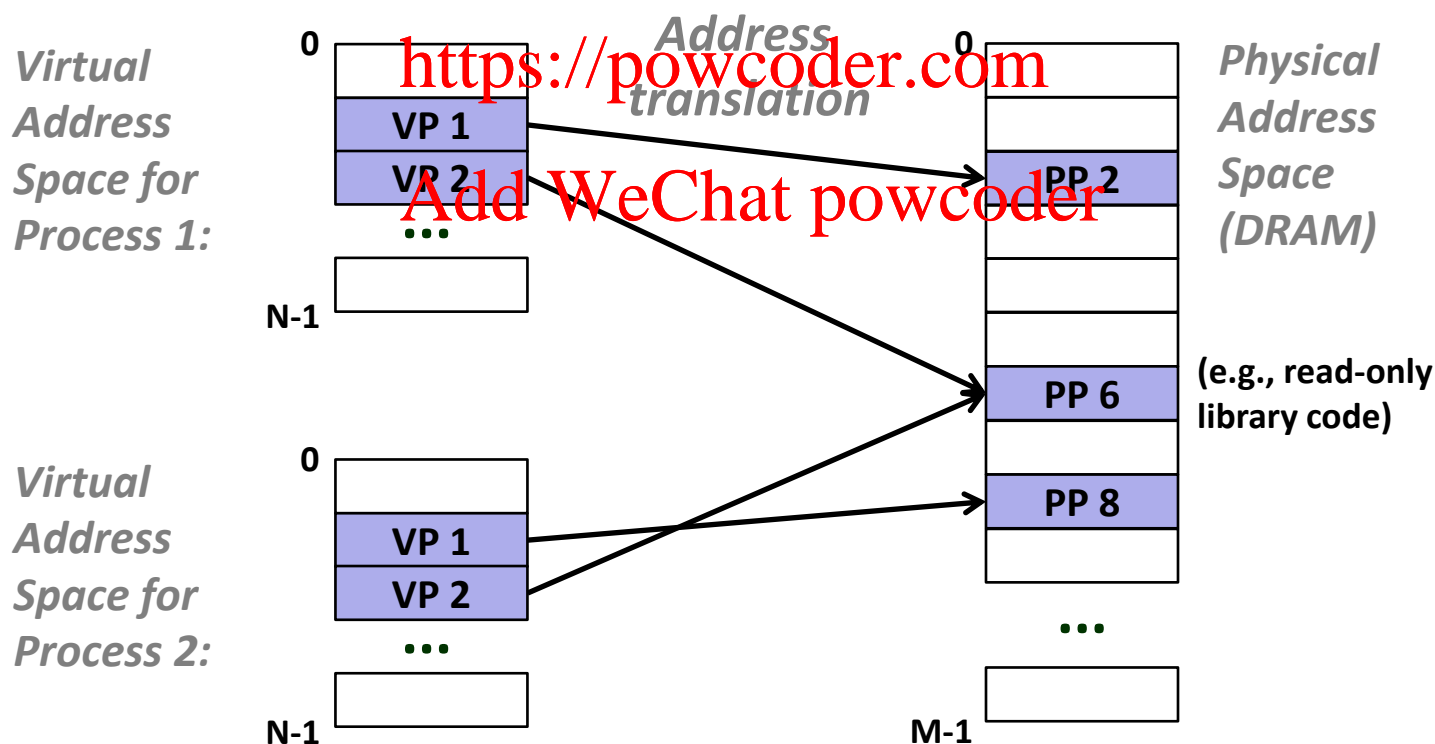 0
Address
0
https://powcoder.com
translation
Virtual
Address
Space for
Process 1:
VP 1
VP 2
...
N-1
Add WeChat powcoder
PP 2
Physical
Address
Space
(DRAM)
PP 6
(e.g., read-only
library code)
PP 8
...
M-1
Virtual
Address
Space for
Process 2:
0
VP 1
VP 2
...
N-1